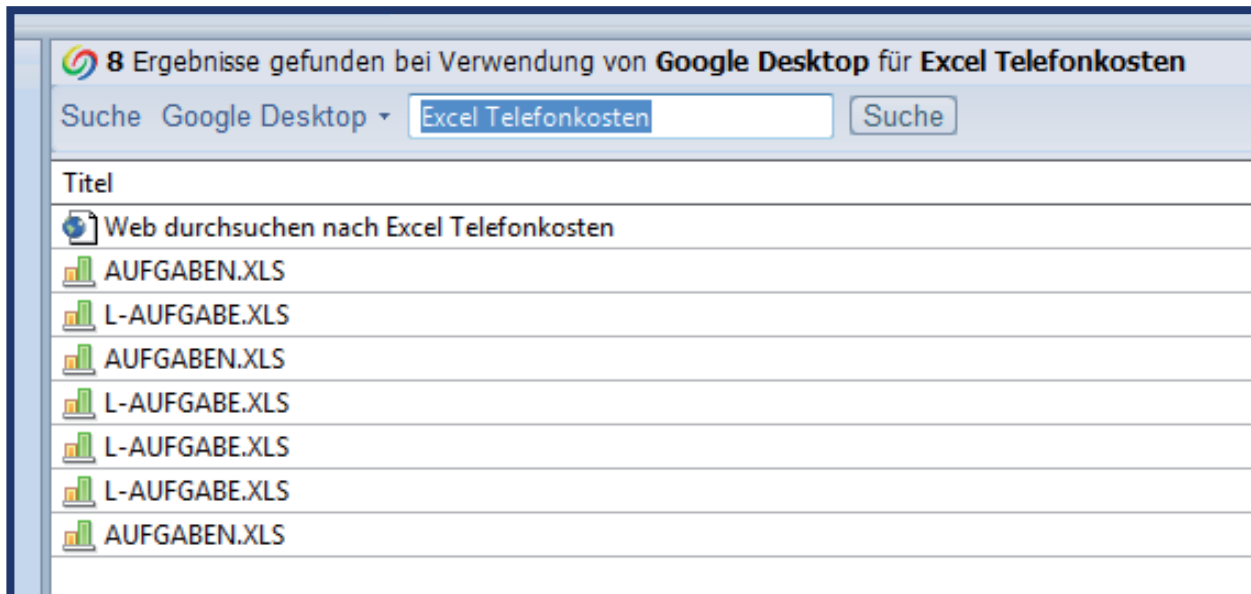 8 Ergebnisse gefunden bei Verwendung von Google Desktop für Excel Telefonkosten
Suche Google Desktop Excel Telefonkosten Suche
Titel
Web durchsuchen nach Excel Telefonkosten
AUFGABEN.XLS
L-AUFGABE.XLS
AUFGABEN.XLS
L-AUFGABE.XLS
L-AUFGABE.XLS
L-AUFGABE.XLS
AUFGABEN.XLS